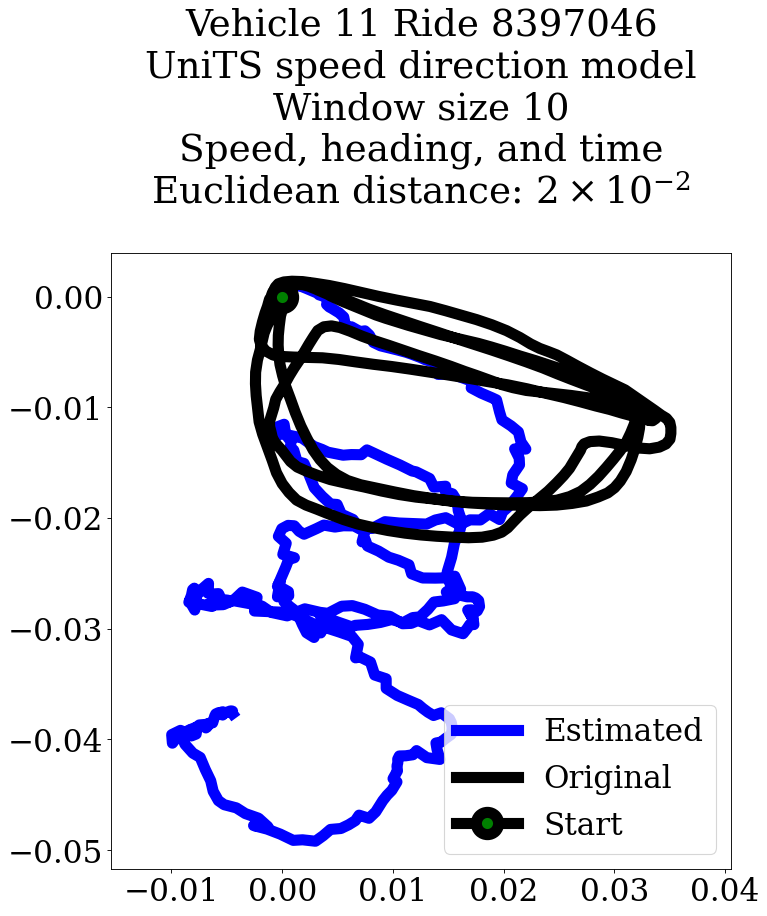 Vehicle 11 Ride 8397046
UniTS speed direction model
Window size 10
Speed, heading, and time
Euclidean distance: 2 × 10⁻²
0.00
−0.01
−0.02
−0.03
−0.04
−0.05
Estimated
Original
Start
−0.01 0.00 0.01 0.02 0.03 0.04